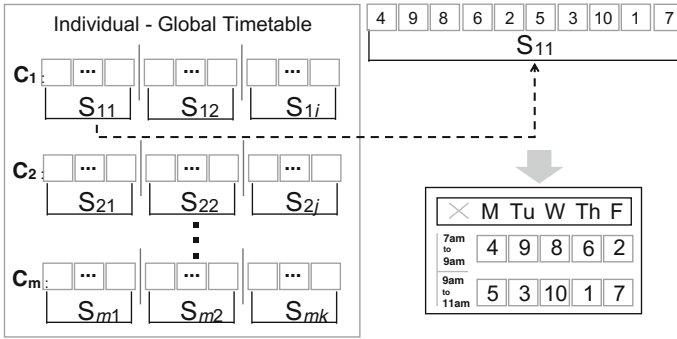 Individual - Global Timetable
C1: ... ... ...
S11 S12 S1i
C2: ... ... ...
S21 S22 S2j
Cm: ... ... ...
Sm1 Sm2 Smk
4 9 8 6 2 5 3 10 1 7
S11
M Tu W Th F
7am to 9am 4 9 8 6 2
9am to 11am 5 3 10 1 7